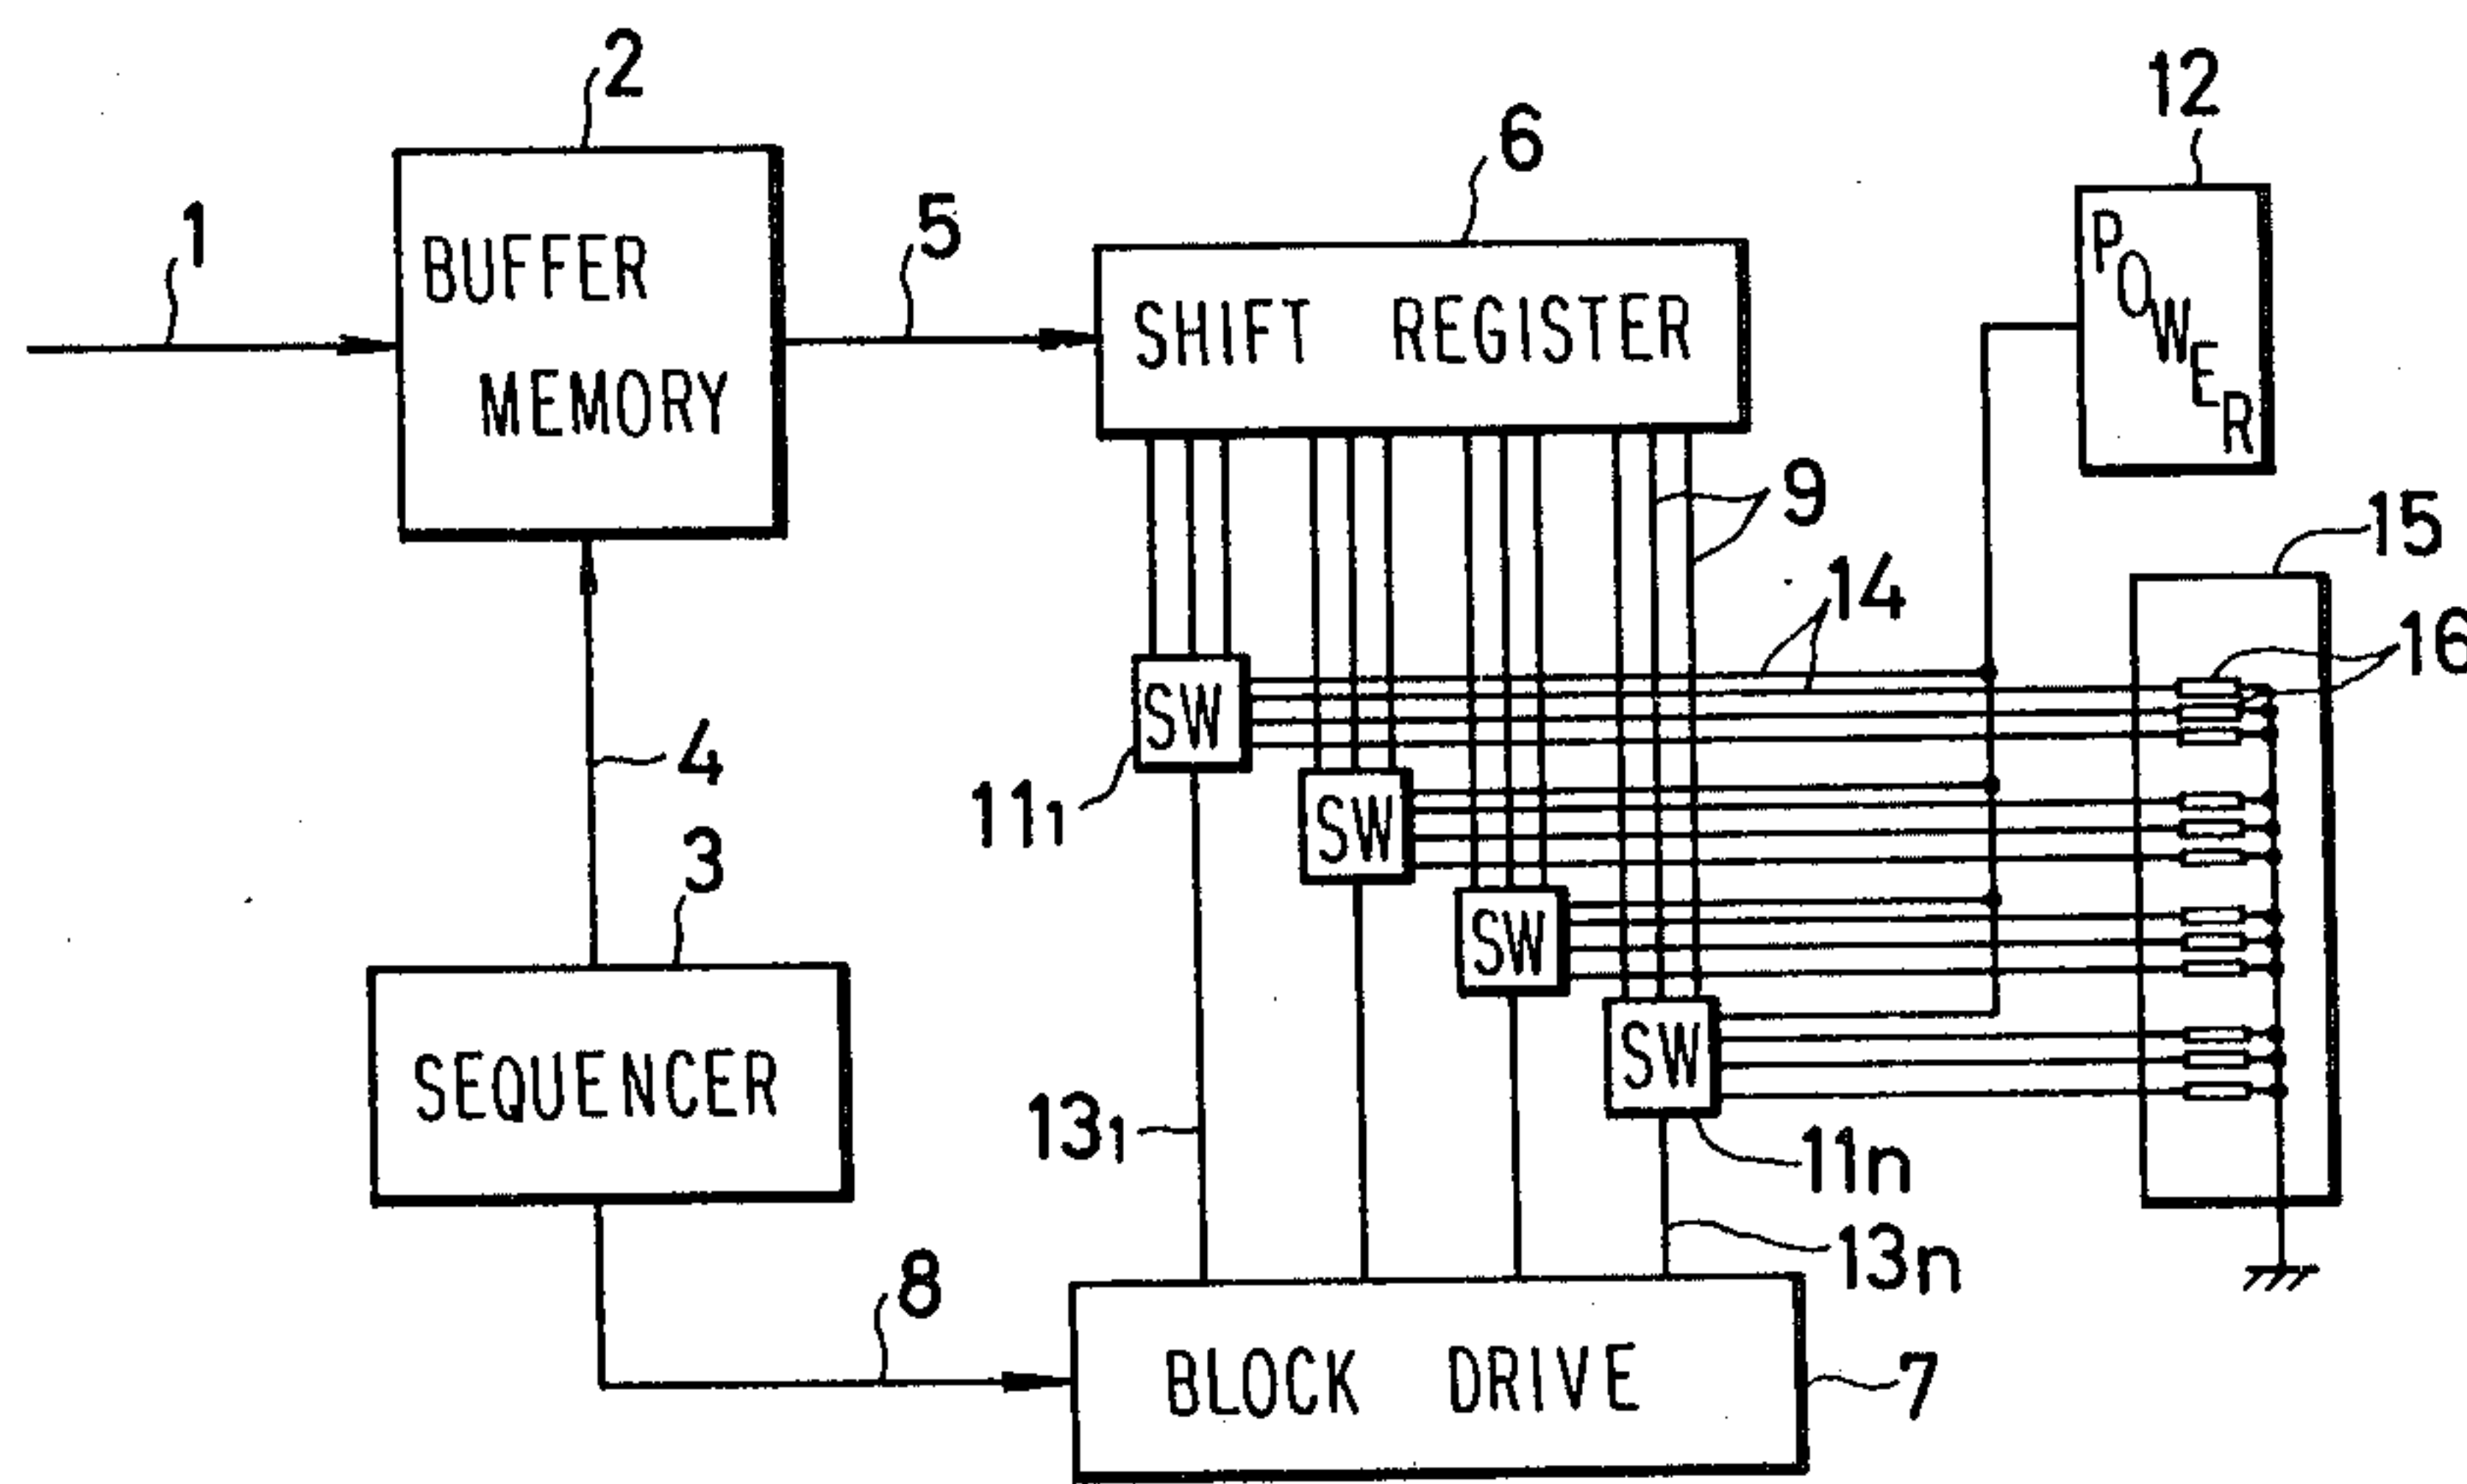 2
12
6
1
BUFFER
MEMORY
5
SHIFT REGISTER
POWER
9
15
14
16
SW
4
11₁
SW
3
SW
SEQUENCER
SW
13₁
11n
13n
8
BLOCK DRIVE
7